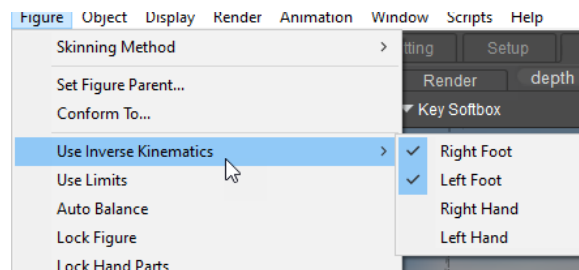 Figure Object Display Render Animation Window Scripts Help
Skinning Method
Set Figure Parent...
Conform To...
Use Inverse Kinematics
Use Limits
Auto Balance
Lock Figure
Lock Hand Parts
Setup
Render depth
Key Softbox
Right Foot
Left Foot
Right Hand
Left Hand